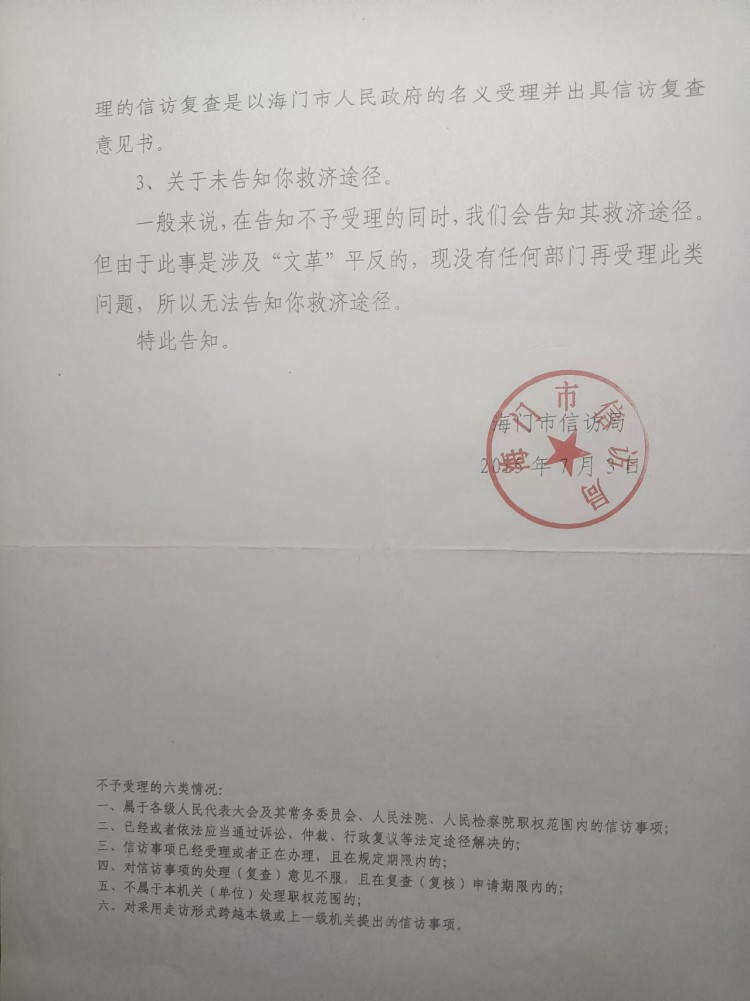 理的信访复查是以海门市人民政府的名义受理并出具信访复查
意见书。
3、关于未告知你救济途径。
一般来说，在告知不予受理的同时，我们会告知其救济途径。
但由于此事是涉及“文革”平反的，现没有任何部门再受理此类
问题，所以无法告知你救济途径。
特此告知。
海门市信访局
年7月3日
海门市信访局
不予受理的六类情况：
一、属于各级人民代表大会及其常务委员会、人民法院、人民检察院职权范围内的信访事项；
二、已经或者依法应当通过诉讼、仲裁、行政复议等法定途径解决的；
三、信访事项已经受理或者正在办理，且在规定期限内的；
四、对信访事项的处理（复查）意见不服，且在复查（复核）申请期限内的；
五、不属于本机关（单位）处理职权范围的；
六、对采用走访形式跨越本级或上一级机关提出的信访事项。